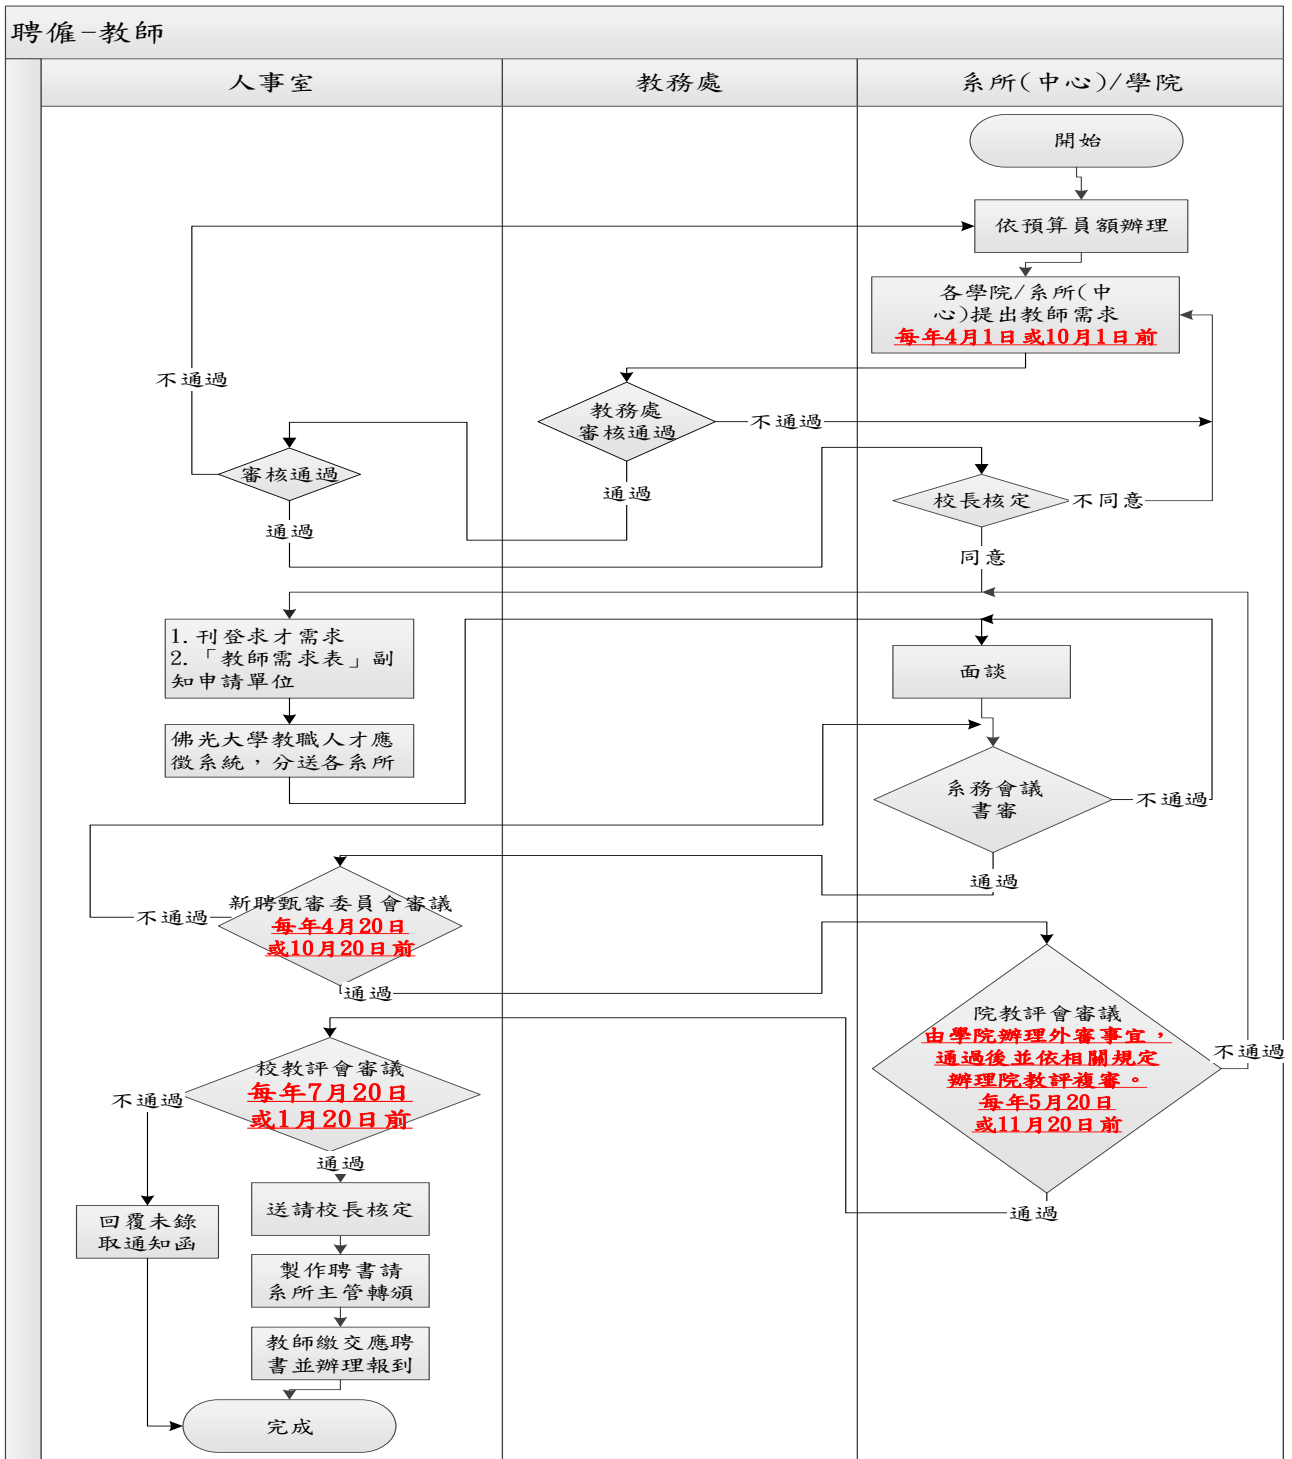 聘僱-教師
人事室
教務處
系所(中心)/學院
開始
依預算員額辦理
各學院/系所(中
心)提出教師需求
每年4月1日或10月1日前
不通過
教務處
審核通過
不通過
審核通過
通過
校長核定
不同意
通過
同意
1. 刊登求才需求
2. 「教師需求表」副
知申請單位
面談
佛光大學教職人才應
徵系統，分送各系所
系務會議
書審
不通過
通過
新聘甄審委員會審議
每年4月20日
或10月20日前
不通過
通過
院教評會審議
由學院辦理外審事宜，
通過後並依相關規定
辦理院教評複審。
每年5月20日
或11月20日前
不通過
校教評會審議
每年7月20日
或1月20日前
不通過
通過
通過
送請校長核定
回覆未錄
取通知函
製作聘書請
系所主管轉頒
教師繳交應聘
書並辦理報到
完成